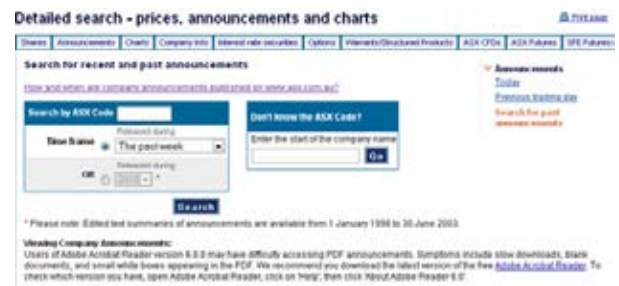 Detailed search - prices, announcements and charts
Print page
Shares Announcements Charts Company info Interest rate securities Options Warrants/Structured Products ASX CFDs ASX Futures SFE Futures
Search for recent and past announcements
How and when are company announcements published on www.asx.com.au?
Announcements
Today
Previous trading day
Search for past
announcements
Search by ASX Code
Don't know the ASX Code?
Released during
Time frame
The past week
Enter the start of the company name
Go
Released during
OR
*
Search
* Please note: Edited text summaries of announcements are available from 1 January 1998 to 30 June 2003.
Viewing Company Announcements:
Users of Adobe Acrobat Reader version 6.0.0 may have difficulty accessing PDF announcements. Symptoms include slow downloads, blank
documents, and small white boxes appearing in the PDF. We recommend you download the latest version of the free Adobe Acrobat Reader. To
check which version you have, open Adobe Acrobat Reader, click on 'Help', then click 'About Adobe Reader 6.0'.